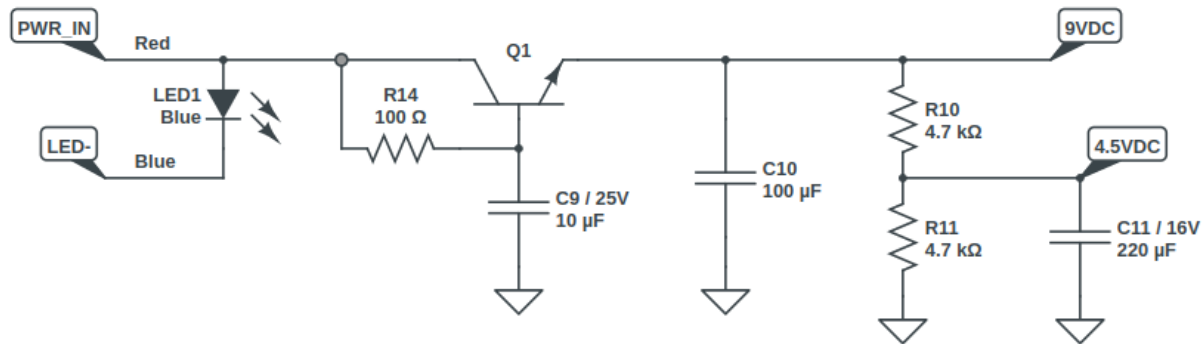 PWR_IN
Red
Q1
9VDC
LED1
Blue
R14
100 Ω
R10
4.7 kΩ
LED-
Blue
4.5VDC
C9 / 25V
10 µF
C10
100 µF
R11
4.7 kΩ
C11 / 16V
220 µF